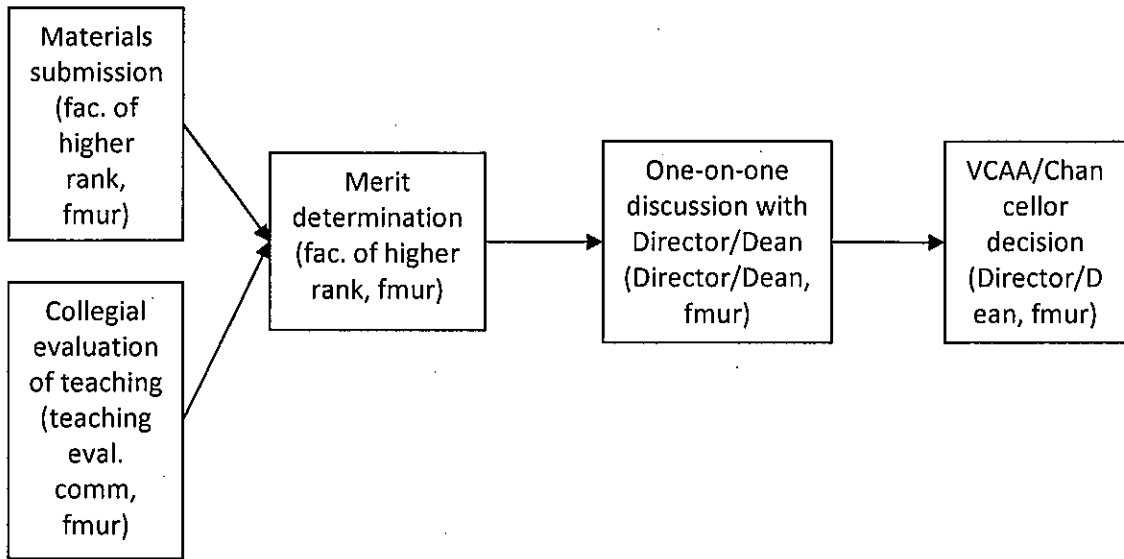 Materials
submission
(fac. of
higher
rank,
fmur)
Collegial
evaluation
of teaching
(teaching
eval.
comm,
fmur)
Merit
determination
(fac. of higher
rank, fmur)
One-on-one
discussion with
Director/Dean
(Director/Dean,
fmur)
VCAA/Chan
cellor
decision
(Director/D
ean, fmur)